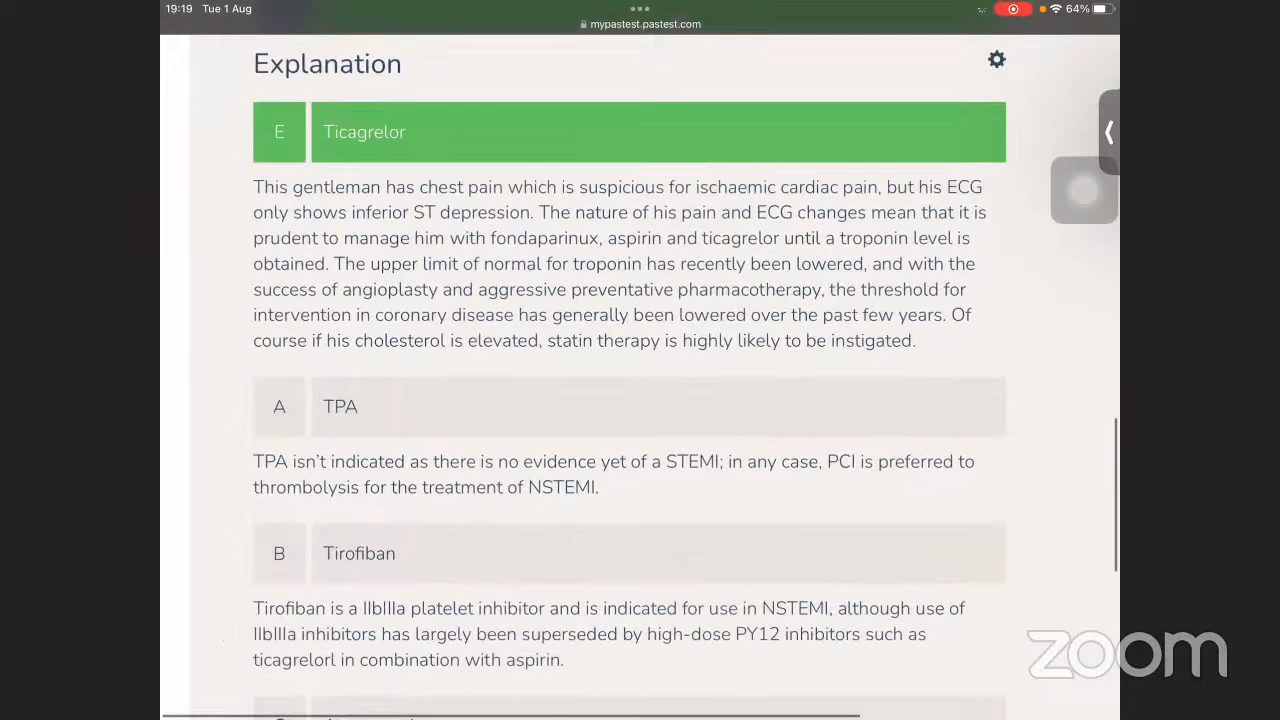 19:19 Tue 1 Aug
64%
mypastest.pastest.com
Explanation
E Ticagrelor
This gentleman has chest pain which is suspicious for ischaemic cardiac pain, but his ECG
only shows inferior ST depression. The nature of his pain and ECG changes mean that it is
prudent to manage him with fondaparinux, aspirin and ticagrelor until a troponin level is
obtained. The upper limit of normal for troponin has recently been lowered, and with the
success of angioplasty and aggressive preventative pharmacotherapy, the threshold for
intervention in coronary disease has generally been lowered over the past few years. Of
course if his cholesterol is elevated, statin therapy is highly likely to be instigated.
A TPA
TPA isn't indicated as there is no evidence yet of a STEMI; in any case, PCI is preferred to
thrombolysis for the treatment of NSTEMI.
B Tirofiban
Tirofiban is a IIbIIIa platelet inhibitor and is indicated for use in NSTEMI, although use of
IIbIIIa inhibitors has largely been superseded by high-dose PY12 inhibitors such as
ticagrelorl in combination with aspirin.
zoom